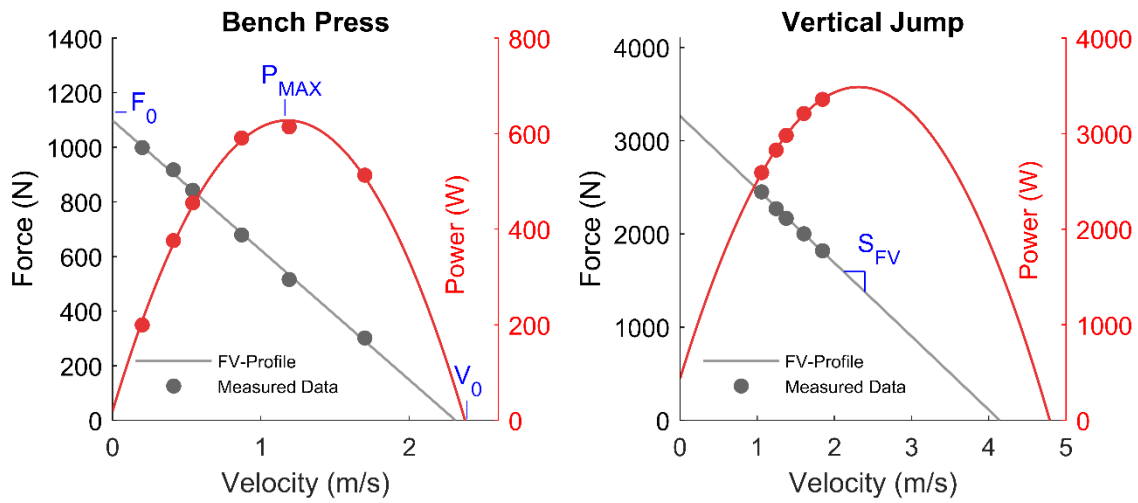 Bench Press
1400
1200
1000
800
600
400
200
0
Force (N)
F0
PMAX
V0
FV-Profile
Measured Data
800
600
400
200
0
Power (W)
0
1
2
Velocity (m/s)
Vertical Jump
4000
3000
2000
1000
0
Force (N)
SFV
FV-Profile
Measured Data
4000
3000
2000
1000
0
Power (W)
0
1
2
3
4
5
Velocity (m/s)